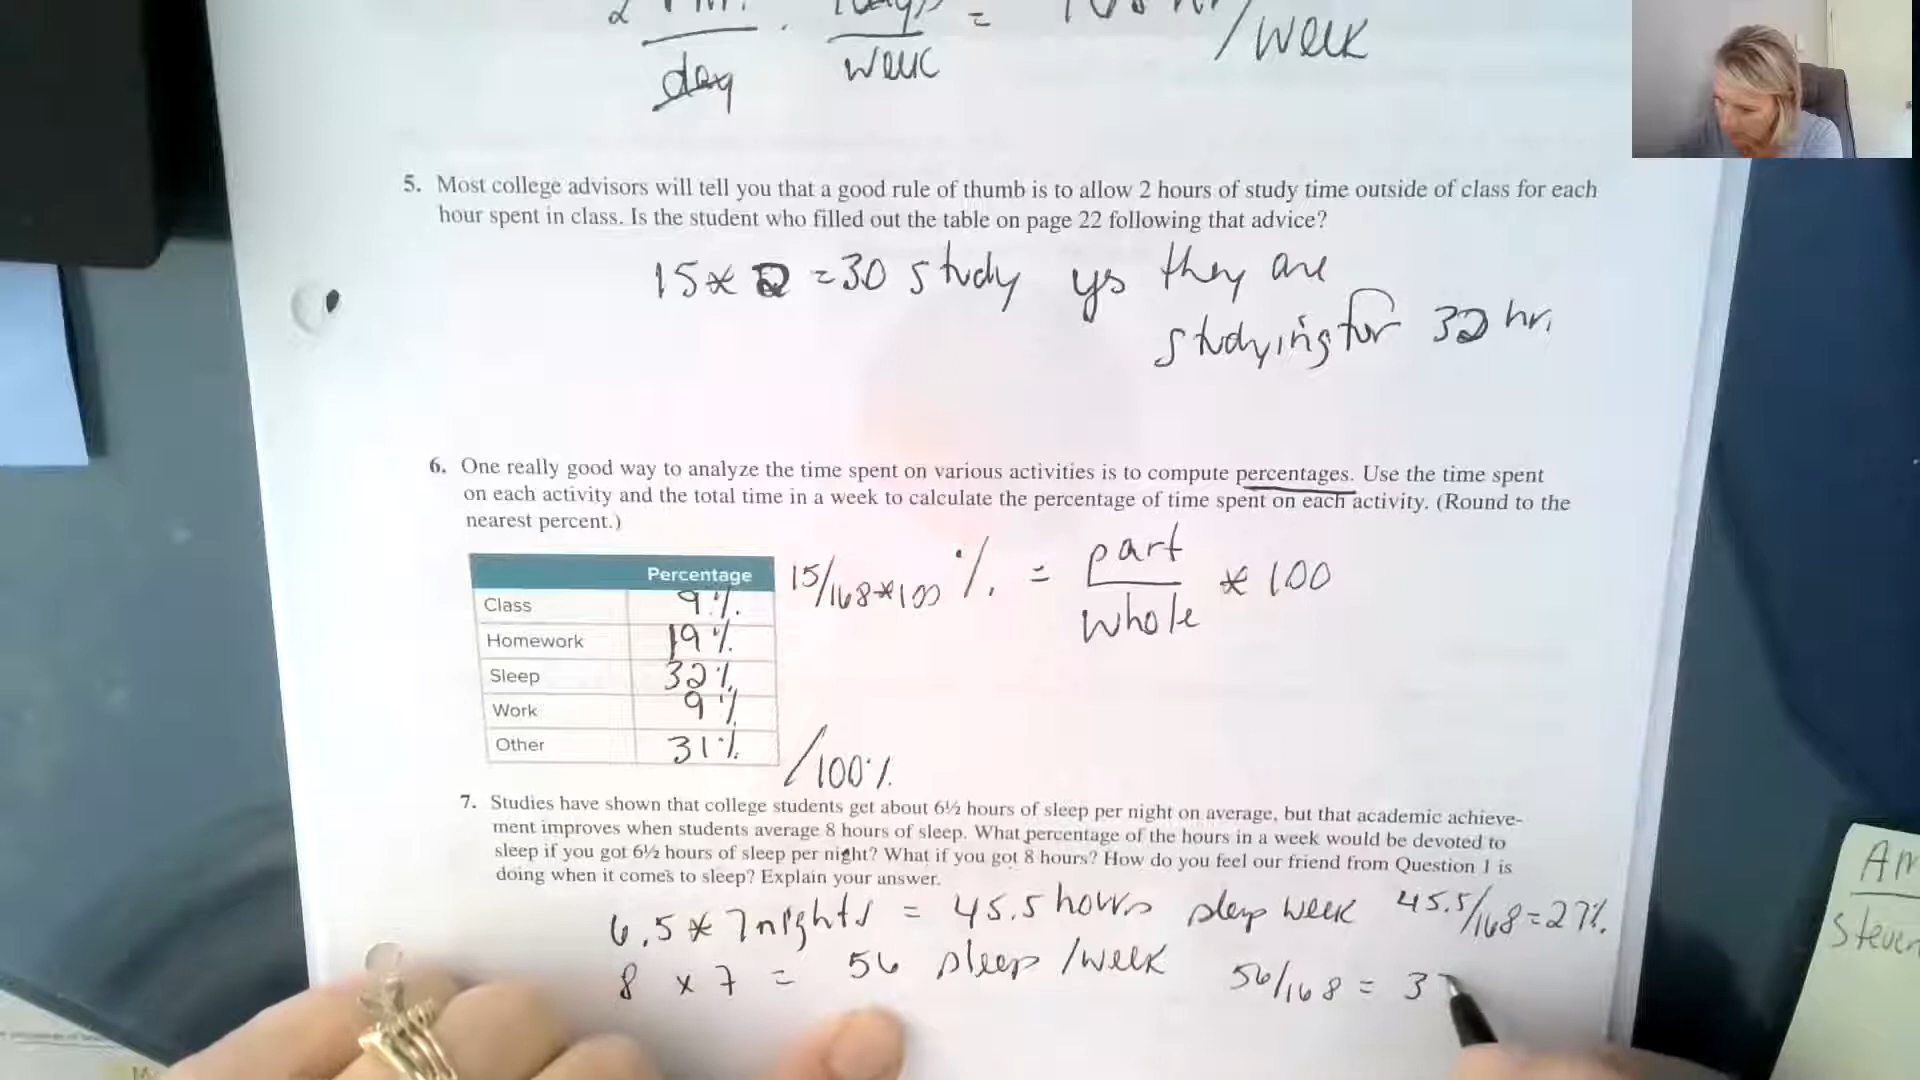 day week = /week
5. Most college advisors will tell you that a good rule of thumb is to allow 2 hours of study time outside of class for each
hour spent in class. Is the student who filled out the table on page 22 following that advice?
15 * 2 = 30 study ys they are
studying for 32 hr.
6. One really good way to analyze the time spent on various activities is to compute percentages. Use the time spent
on each activity and the total time in a week to calculate the percentage of time spent on each activity. (Round to the
nearest percent.)
Percentage
Class 9%
Homework 19%
Sleep 32%
Work 9%
Other 31%
15/168*100
% = part/whole * 100
/100%
7. Studies have shown that college students get about 6½ hours of sleep per night on average, but that academic achieve-
ment improves when students average 8 hours of sleep. What percentage of the hours in a week would be devoted to
sleep if you got 6½ hours of sleep per night? What if you got 8 hours? How do you feel our friend from Question 1 is
doing when it comes to sleep? Explain your answer.
6.5 * 7 nights = 45.5 hours sleep week 45.5/168 = 27%
8 x 7 = 56 sleep /week 56/168 = 3
Am
Steven